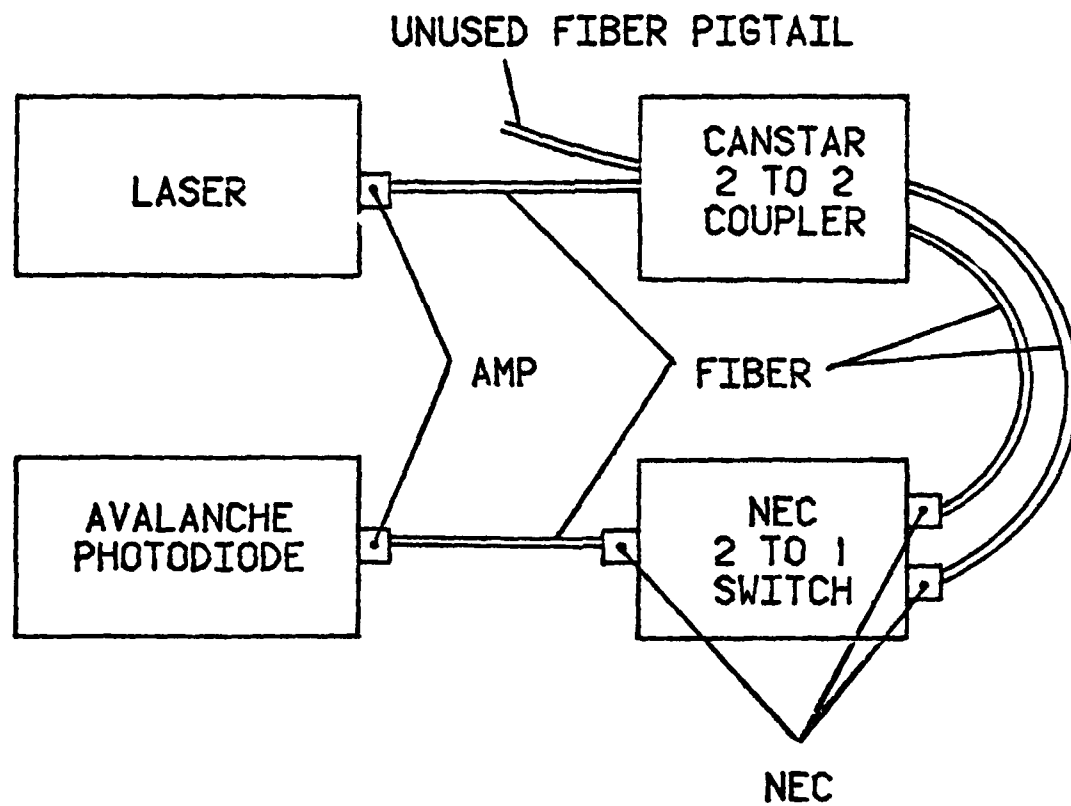 UNUSED FIBER PIGTAIL
LASER
CANSTAR
2 TO 2
COUPLER
AMP
FIBER
AVALANCHE
PHOTODIODE
NEC
2 TO 1
SWITCH
NEC